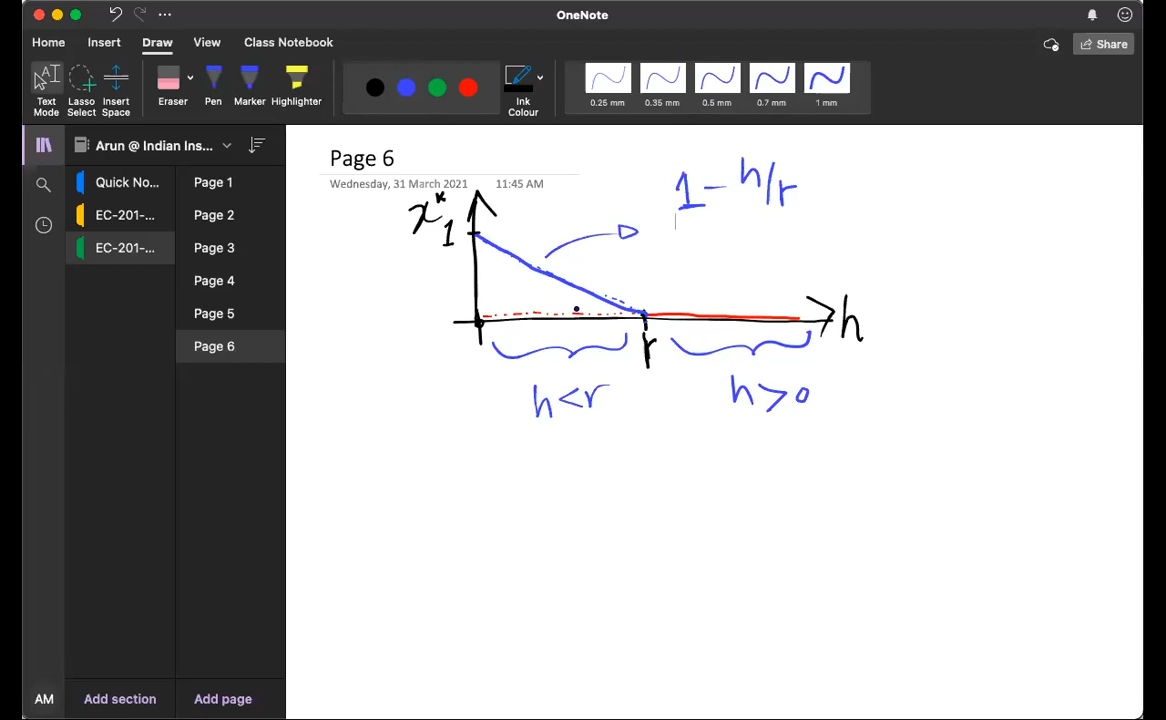 OneNote
Home Insert Draw View Class Notebook
Share
Text Mode
Lasso Select
Insert Space
Eraser
Pen
Marker
Highlighter
Ink Colour
0.25 mm
0.35 mm
0.5 mm
0.7 mm
1 mm
Arun @ Indian Ins...
Quick No...
EC-201-...
EC-201-...
Page 1
Page 2
Page 3
Page 4
Page 5
Page 6
Page 6
Wednesday, 31 March 2021 11:45 AM
1 - h/r
x*
1
h
r
h < r
h > 0
AM
Add section
Add page